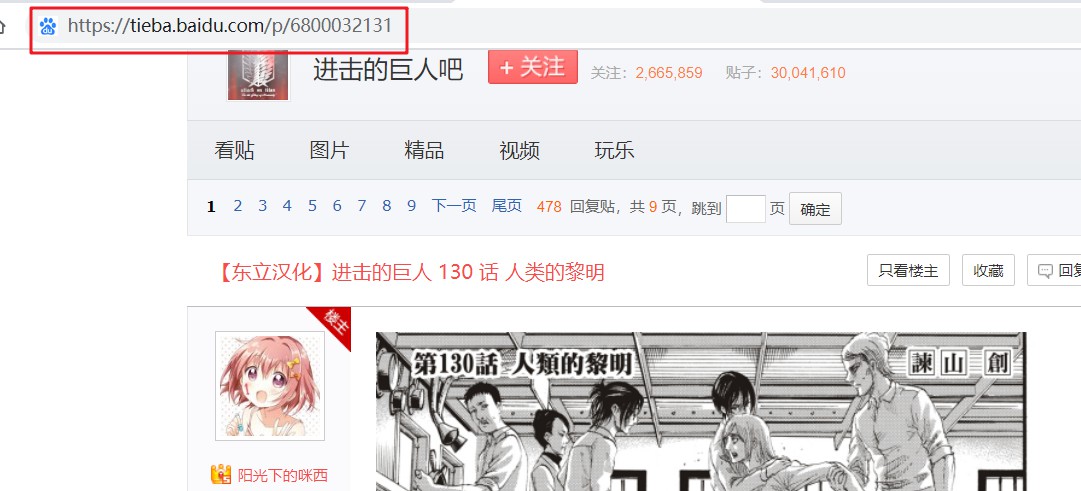 https://tieba.baidu.com/p/6800032131
进击的巨人吧 + 关注 关注：2,665,859 贴子：30,041,610
看贴 图片 精品 视频 玩乐
1 2 3 4 5 6 7 8 9 下一页 尾页 478 回复贴，共 9 页，跳到 页 确定
【东立汉化】进击的巨人 130 话 人类的黎明 只看楼主 收藏 回复
楼主
第130話 人類的黎明 諫山創
阳光下的咪西